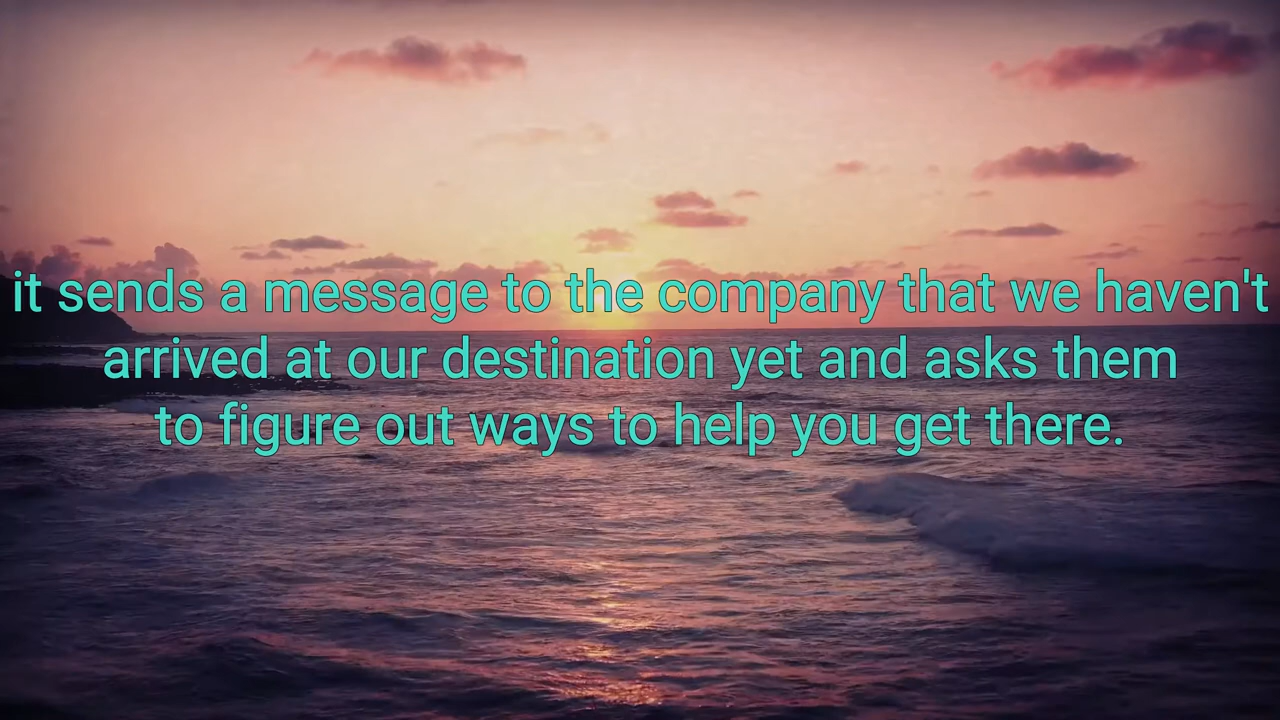 it sends a message to the company that we haven't
arrived at our destination yet and asks them
to figure out ways to help you get there.